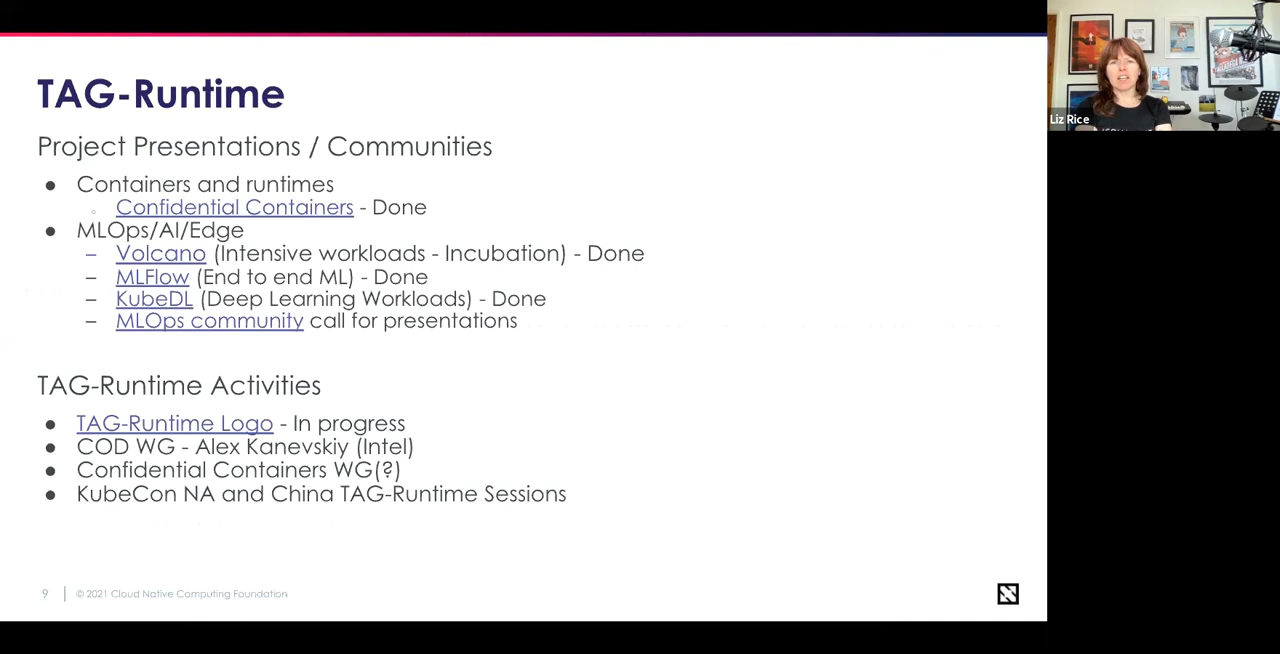 TAG-Runtime
Project Presentations / Communities
● Containers and runtimes
○ Confidential Containers - Done
● MLOps/AI/Edge
– Volcano (Intensive workloads - Incubation) - Done
– MLFlow (End to end ML) - Done
– KubeDL (Deep Learning Workloads) - Done
– MLOps community call for presentations
TAG-Runtime Activities
● TAG-Runtime Logo - In progress
● COD WG - Alex Kanevskiy (Intel)
● Confidential Containers WG(?)
● KubeCon NA and China TAG-Runtime Sessions
9 | © 2021 Cloud Native Computing Foundation
Liz Rice